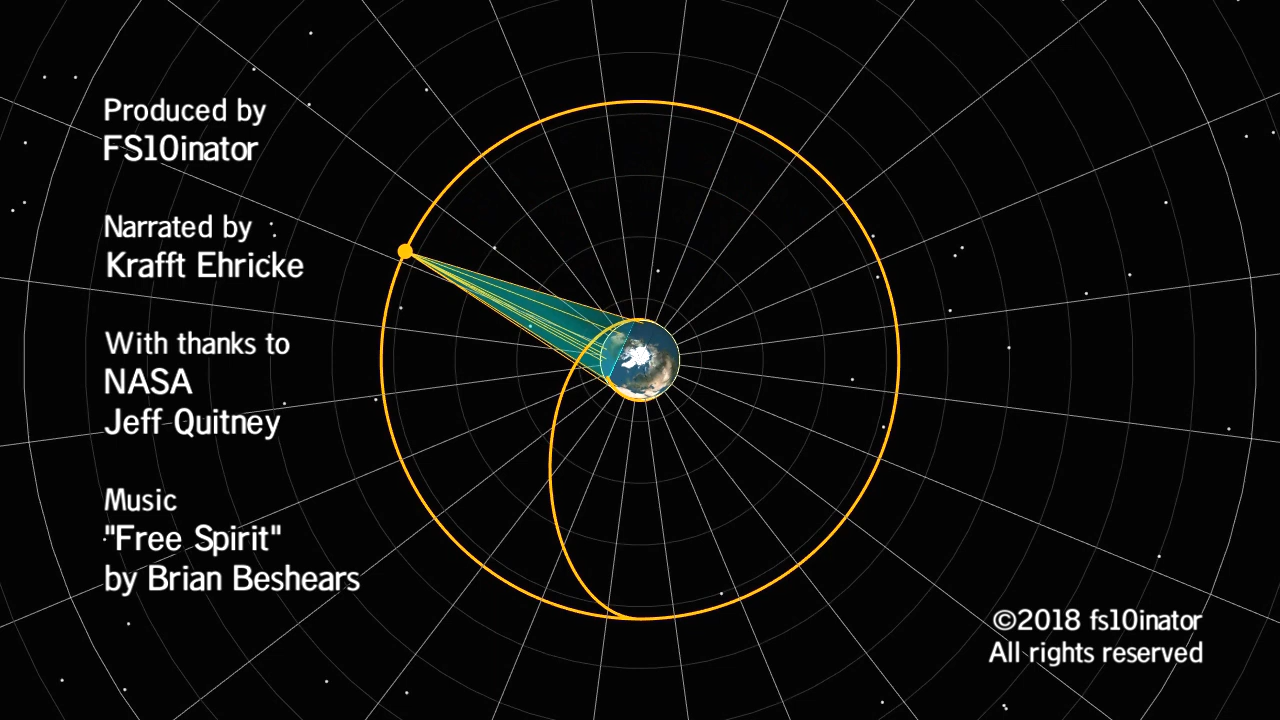 Produced by
FS10inator
Narrated by
Krafft Ehricke
With thanks to
NASA
Jeff Quitney
Music
"Free Spirit"
by Brian Beshears
©2018 fs10inator
All rights reserved